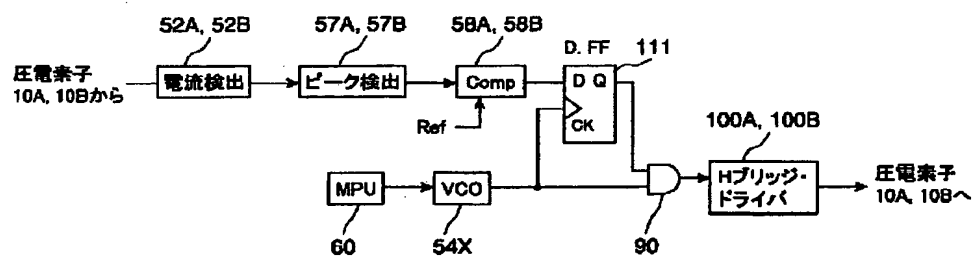 52A, 52B
57A, 57B
58A, 58B
D. FF
111
圧電素子
10A, 10Bから
電流検出
ピーク検出
Comp
D Q
CK
Ref
100A, 100B
MPU
VCO
Hブリッジ・
ドライバ
圧電素子
10A, 10Bへ
60
54X
90